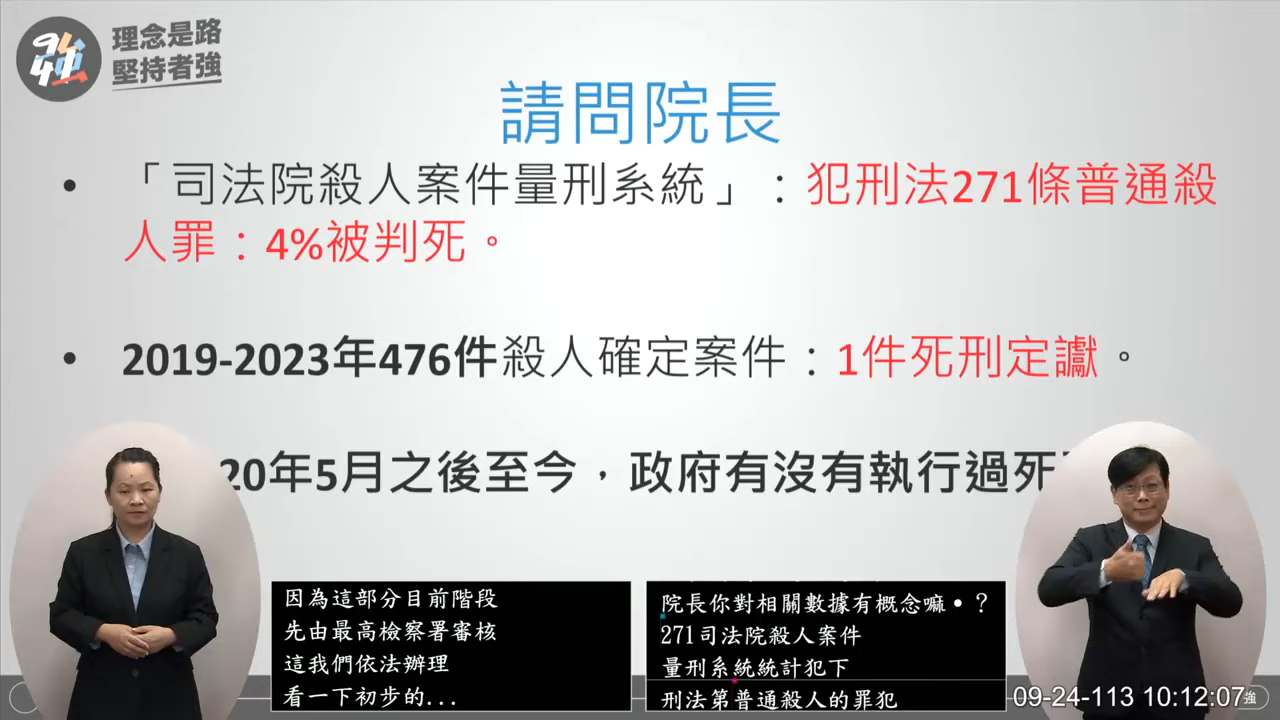 理念是路
堅持者強
請問院長
• 「司法院殺人案件量刑系統」：犯刑法271條普通殺
人罪：4%被判死。
• 2019-2023年476件殺人確定案件：1件死刑定讞。
20年5月之後至今，政府有沒有執行過死
因為這部分目前階段
先由最高檢察署審核
這我們依法辦理
看一下初步的...
院長你對相關數據有概念嘛•？
271司法院殺人案件
量刑系統統計犯下
刑法第普通殺人的罪犯
09-24-113 10:12:07
強